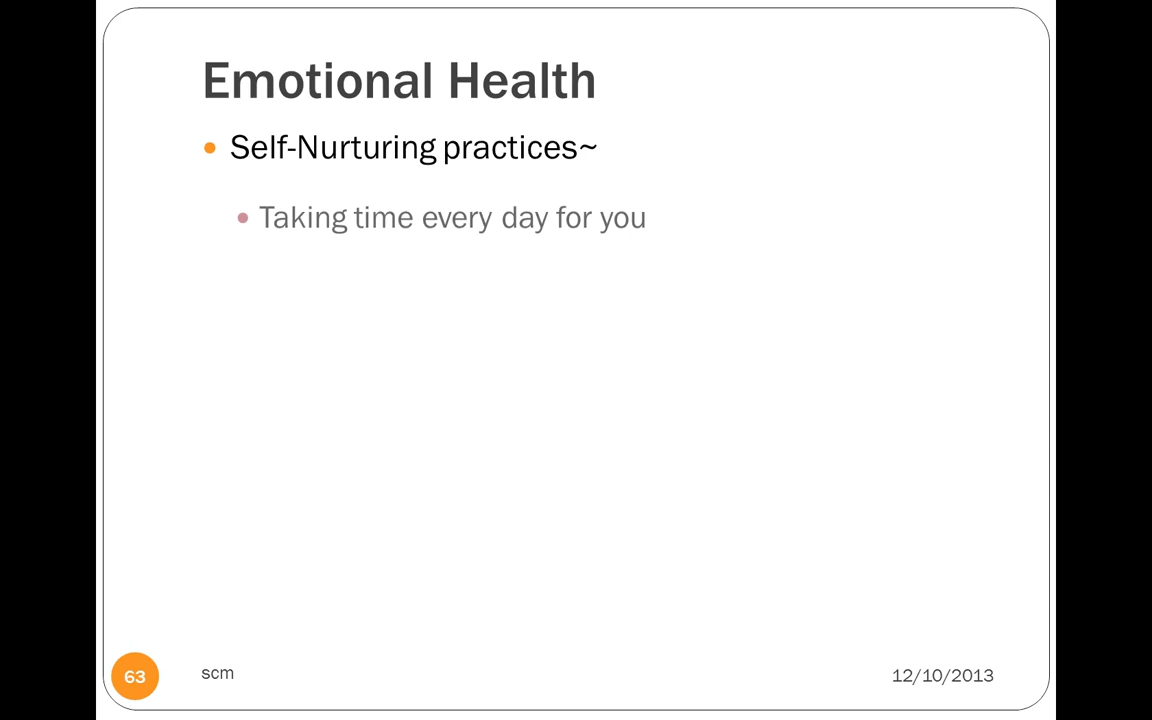 Emotional Health
Self-Nurturing practices~
Taking time every day for you
63
scm
12/10/2013